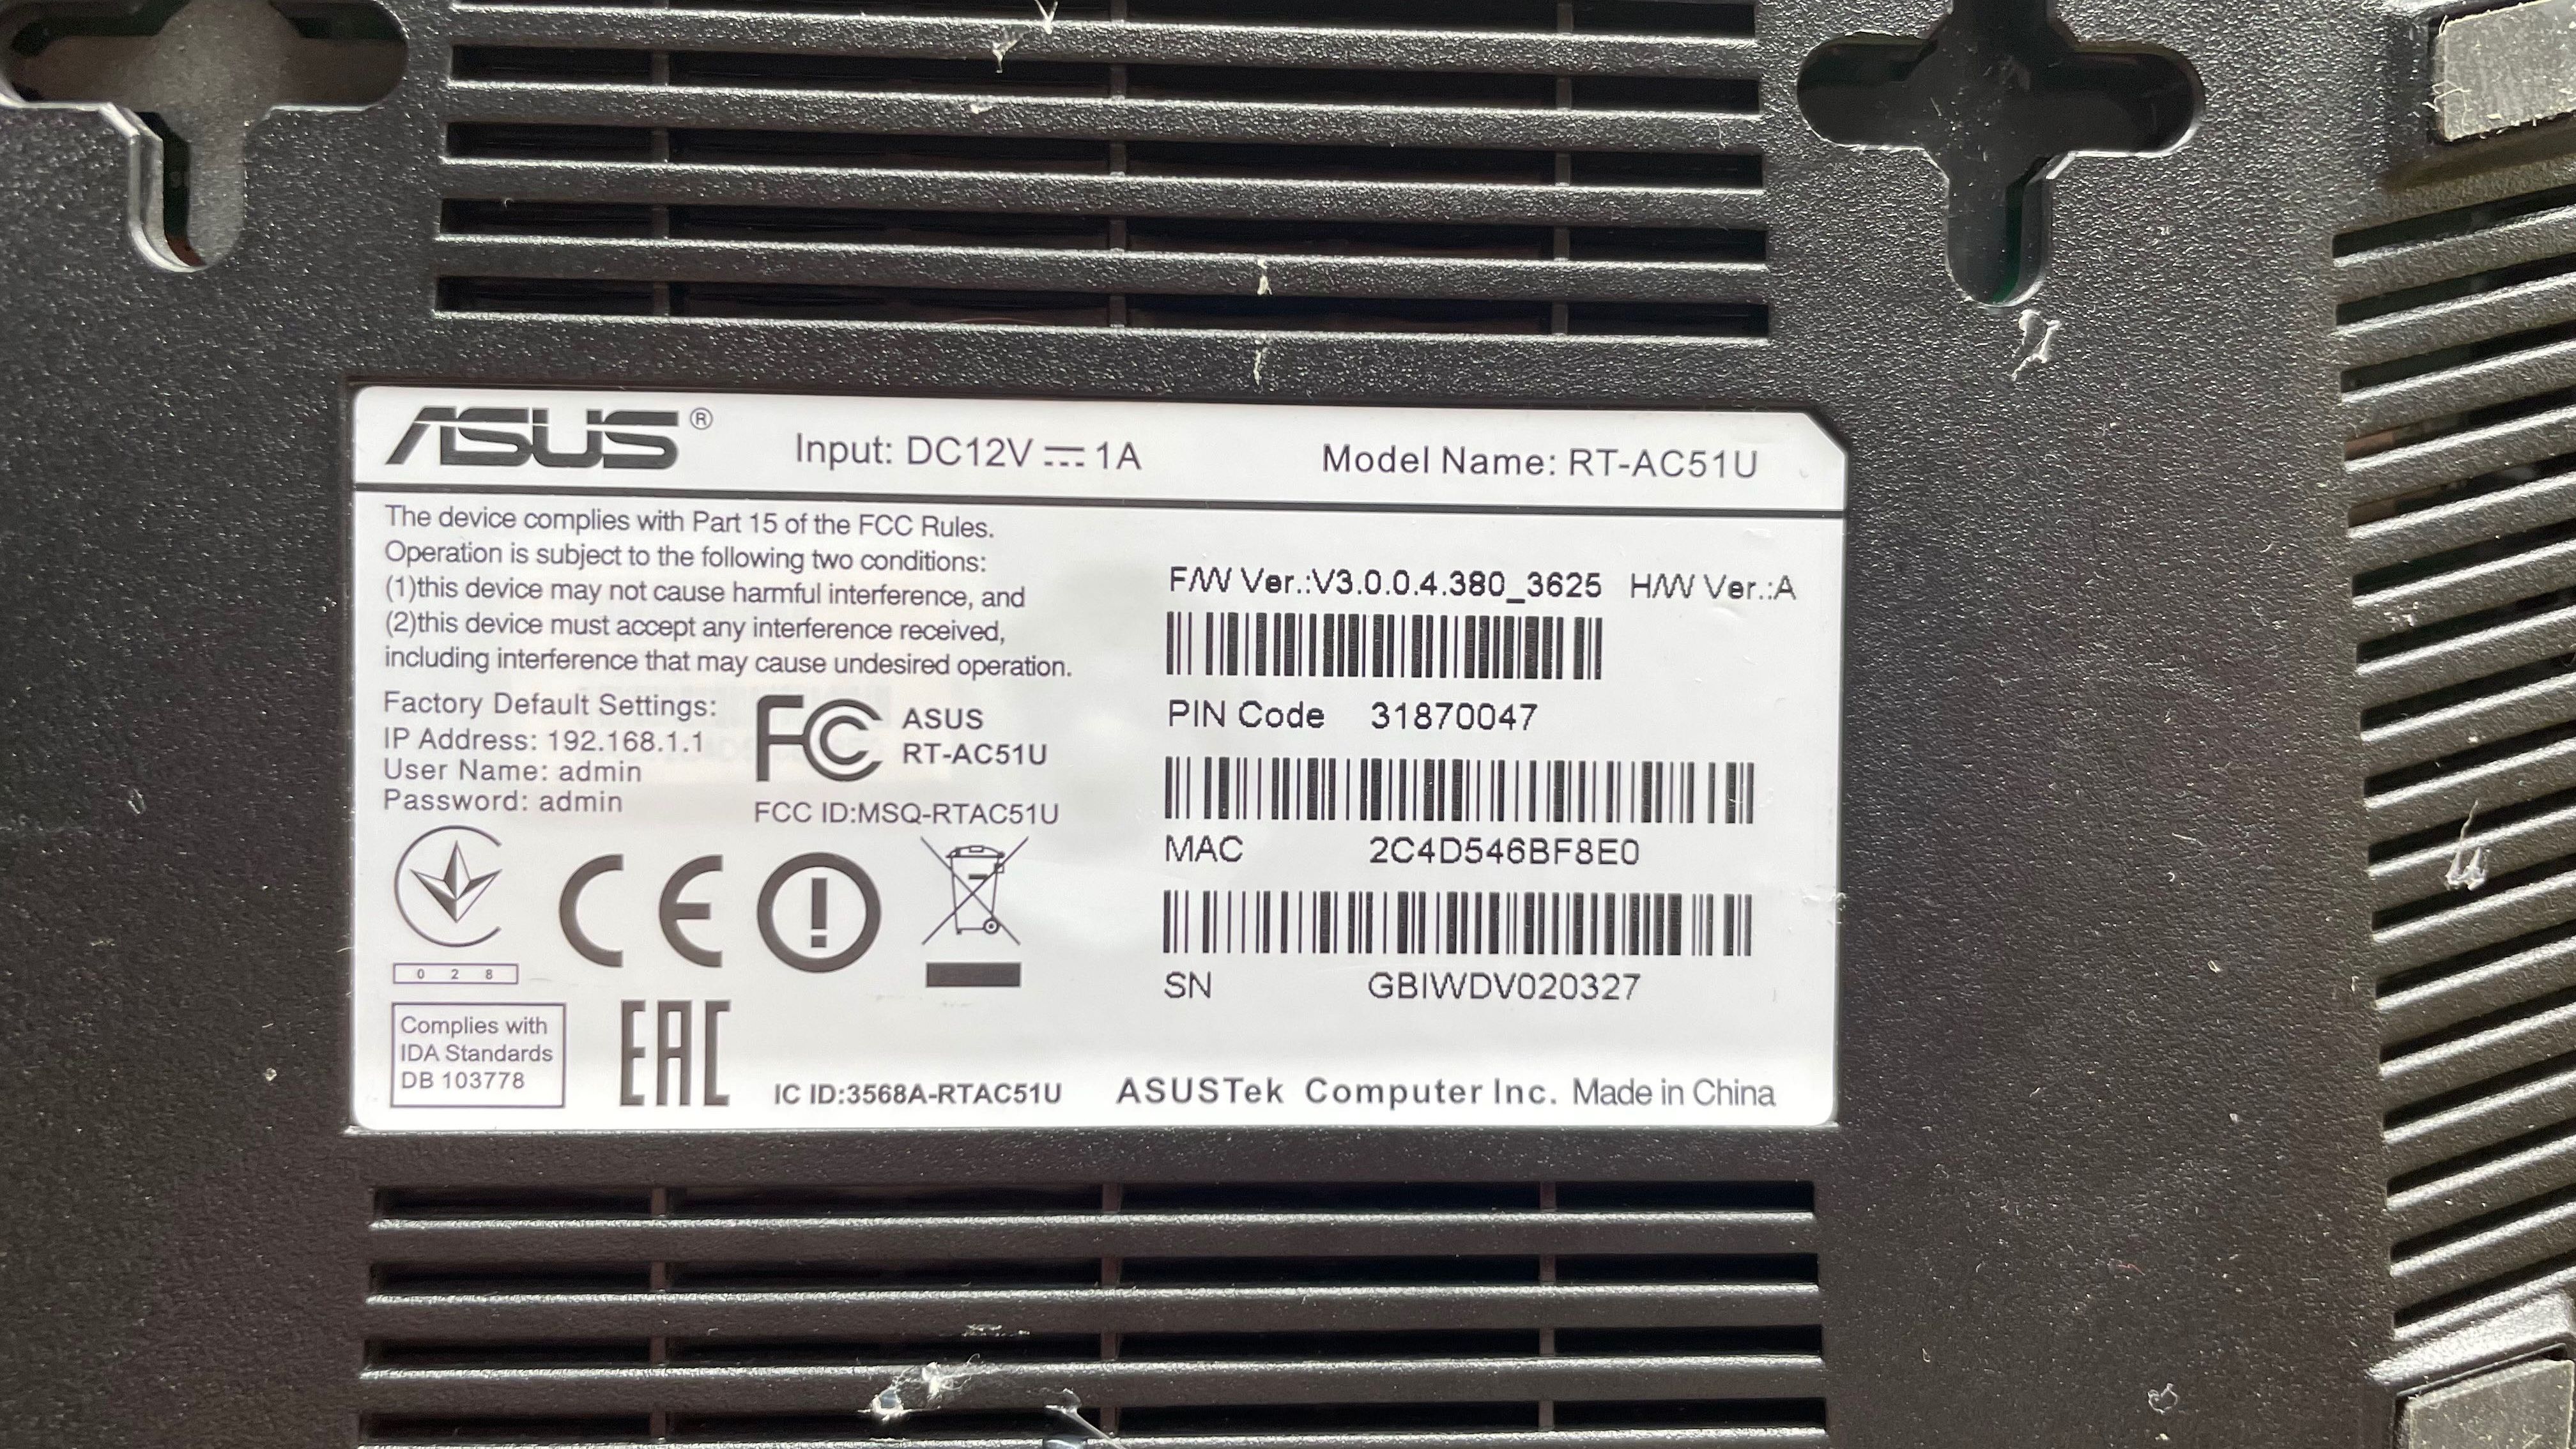 ASUS® Input: DC12V ⎓ 1A Model Name: RT-AC51U
The device complies with Part 15 of the FCC Rules.
Operation is subject to the following two conditions:
(1)this device may not cause harmful interference, and
(2)this device must accept any interference received,
including interference that may cause undesired operation.
Factory Default Settings:
IP Address: 192.168.1.1
User Name: admin
Password: admin
FC ASUS
RT-AC51U
FCC ID:MSQ-RTAC51U
CE
0 2 8
Complies with
IDA Standards
DB 103778
EAC
IC ID:3568A-RTAC51U
F/W Ver.:V3.0.0.4.380_3625 H/W Ver.:A
PIN Code 31870047
MAC 2C4D546BF8E0
SN GBIWDV020327
ASUSTek Computer Inc. Made in China